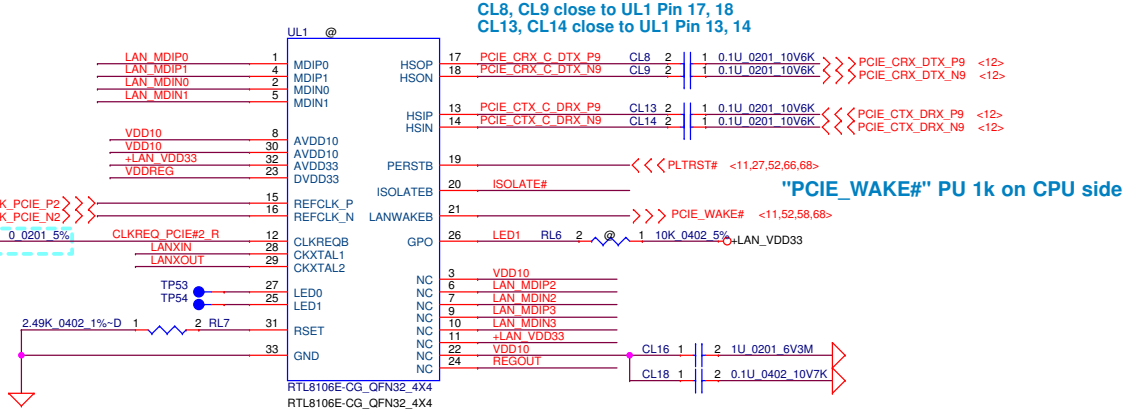 CL8, CL9 close to UL1 Pin 17, 18
CL13, CL14 close to UL1 Pin 13, 14
UL1 @
LAN_MDIP0 1 MDIP0 HSOP 17 PCIE_CRX_C_DTX_P9 CL8 2 1 0.1U_0201_10V6K PCIE_CRX_DTX_P9 <12>
LAN_MDIP1 4 MDIP1 HSON 18 PCIE_CRX_C_DTX_N9 CL9 2 1 0.1U_0201_10V6K PCIE_CRX_DTX_N9 <12>
LAN_MDIN0 2 MDIN0
LAN_MDIN1 5 MDIN1
HSIP 13 PCIE_CTX_C_DRX_P9 CL13 2 1 0.1U_0201_10V6K PCIE_CTX_DRX_P9 <12>
HSIN 14 PCIE_CTX_C_DRX_N9 CL14 2 1 0.1U_0201_10V6K PCIE_CTX_DRX_N9 <12>
VDD10 8 AVDD10
VDD10 30 AVDD10
+LAN_VDD33 32 AVDD33 PERSTB 19 PLTRST# <11,27,52,66,68>
VDDREG 23 DVDD33
ISOLATEB 20 ISOLATE#
"PCIE_WAKE#" PU 1k on CPU side
K_PCIE_P2 15 REFCLK_P
K_PCIE_N2 16 REFCLK_N LANWAKEB 21 PCIE_WAKE# <11,52,58,68>
0_0201_5% CLKREQ_PCIE#2_R 12 CLKREQB GPO 26 LED1 RL6 2 @ 1 10K_0402_5% +LAN_VDD33
LANXIN 28 CKXTAL1
LANXOUT 29 CKXTAL2
NC 3 VDD10
TP53 27 LED0 NC 6 LAN_MDIP2
TP54 25 LED1 NC 7 LAN_MDIN2
NC 9 LAN_MDIP3
2.49K_0402_1%~D 1 2 RL7 31 RSET NC 10 LAN_MDIN3
NC 11 +LAN_VDD33
33 GND NC 22 VDD10 CL16 1 2 1U_0201_6V3M
NC 24 REGOUT CL18 1 2 0.1U_0402_10V7K
RTL8106E-CG_QFN32_4X4
RTL8106E-CG_QFN32_4X4